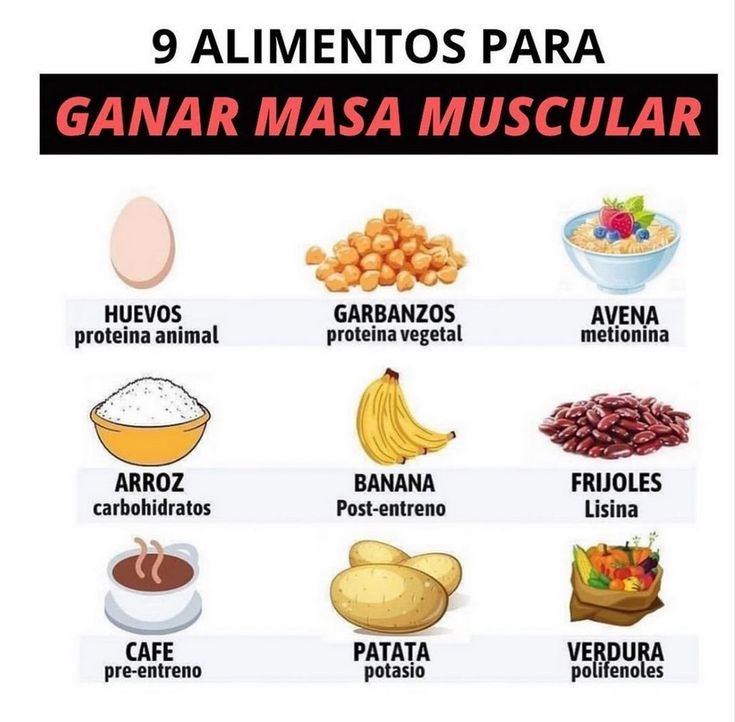 9 ALIMENTOS PARA
GANAR MASA MUSCULAR
HUEVOS
proteina animal
GARBANZOS
proteina vegetal
AVENA
metionina
ARROZ
carbohidratos
BANANA
Post-entreno
FRIJOLES
Lisina
CAFE
pre-entreno
PATATA
potasio
VERDURA
polifenoles